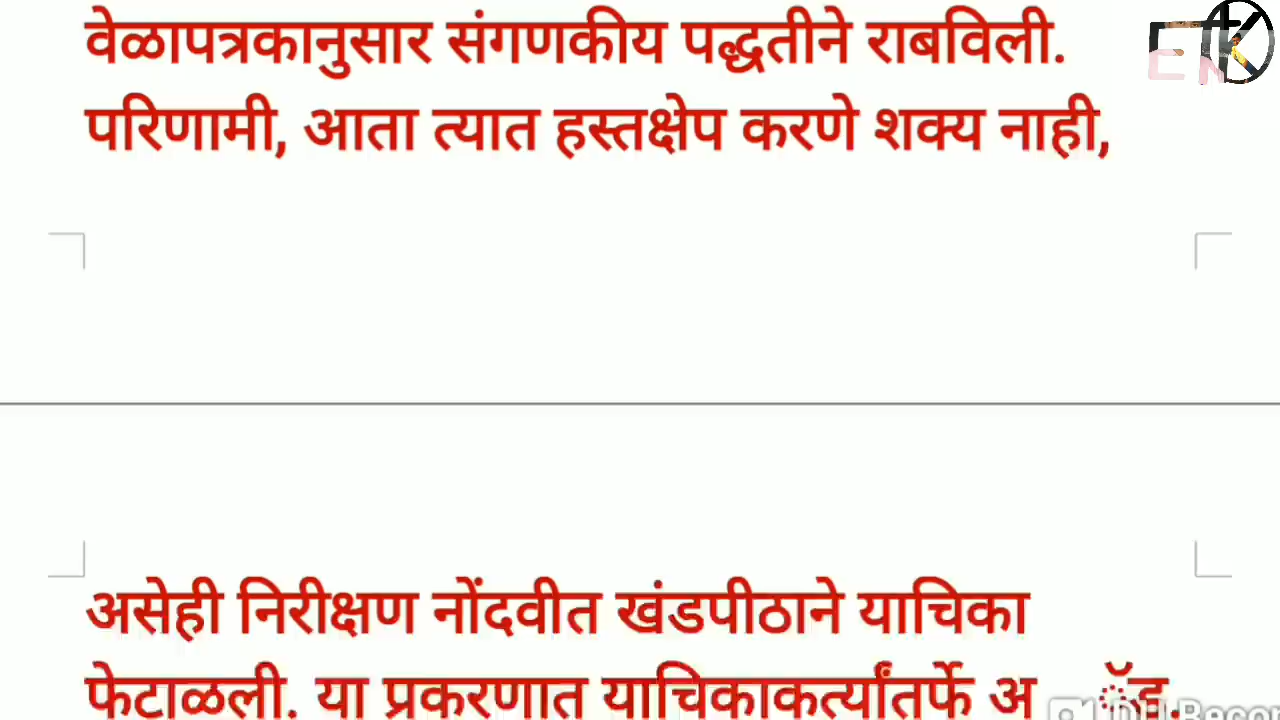 वेळापत्रकानुसार संगणकीय पद्धतीने राबविली.
परिणामी, आता त्यात हस्तक्षेप करणे शक्य नाही,
असेही निरीक्षण नोंदवीत खंडपीठाने याचिका
फेटाळली. या प्रकरणात याचिकाकर्त्यांतर्फे